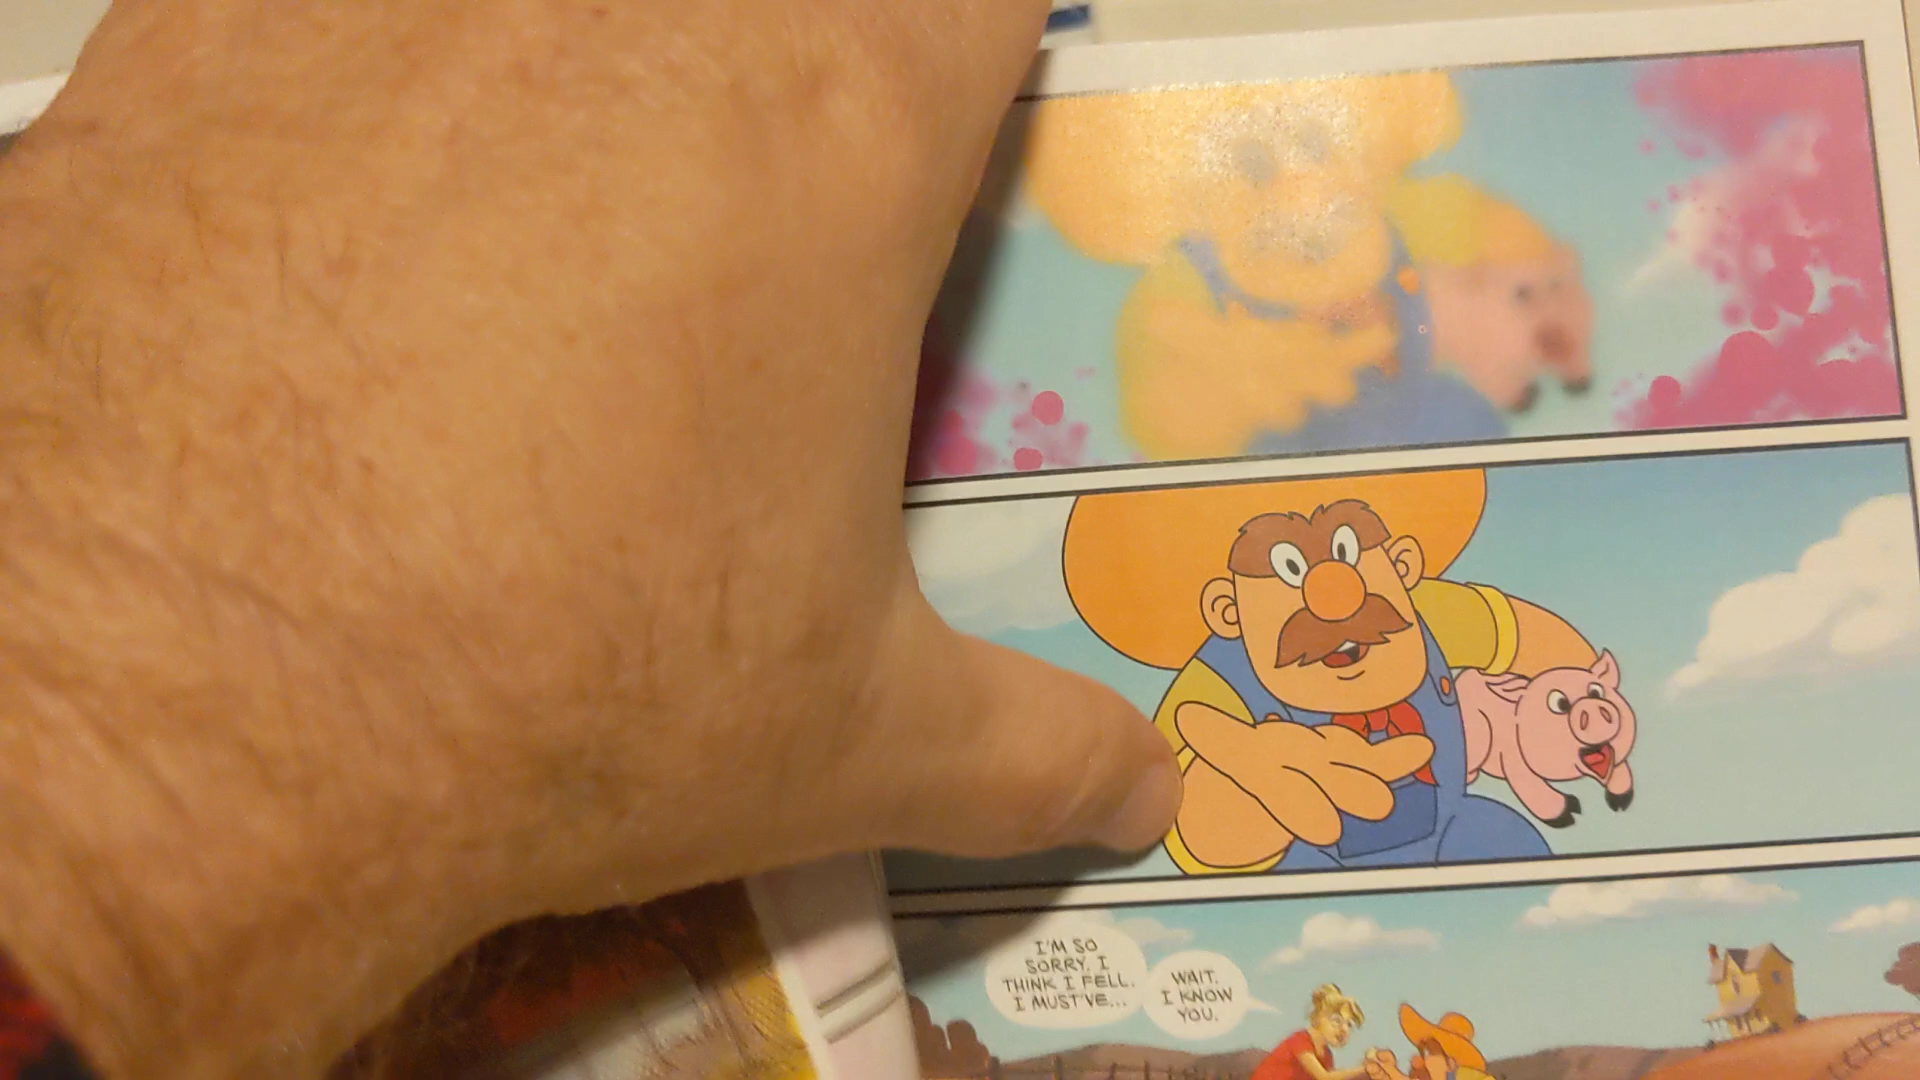 I'M SO
SORRY. I
THINK I FELL.
I MUST'VE...
WAIT.
I KNOW
YOU.